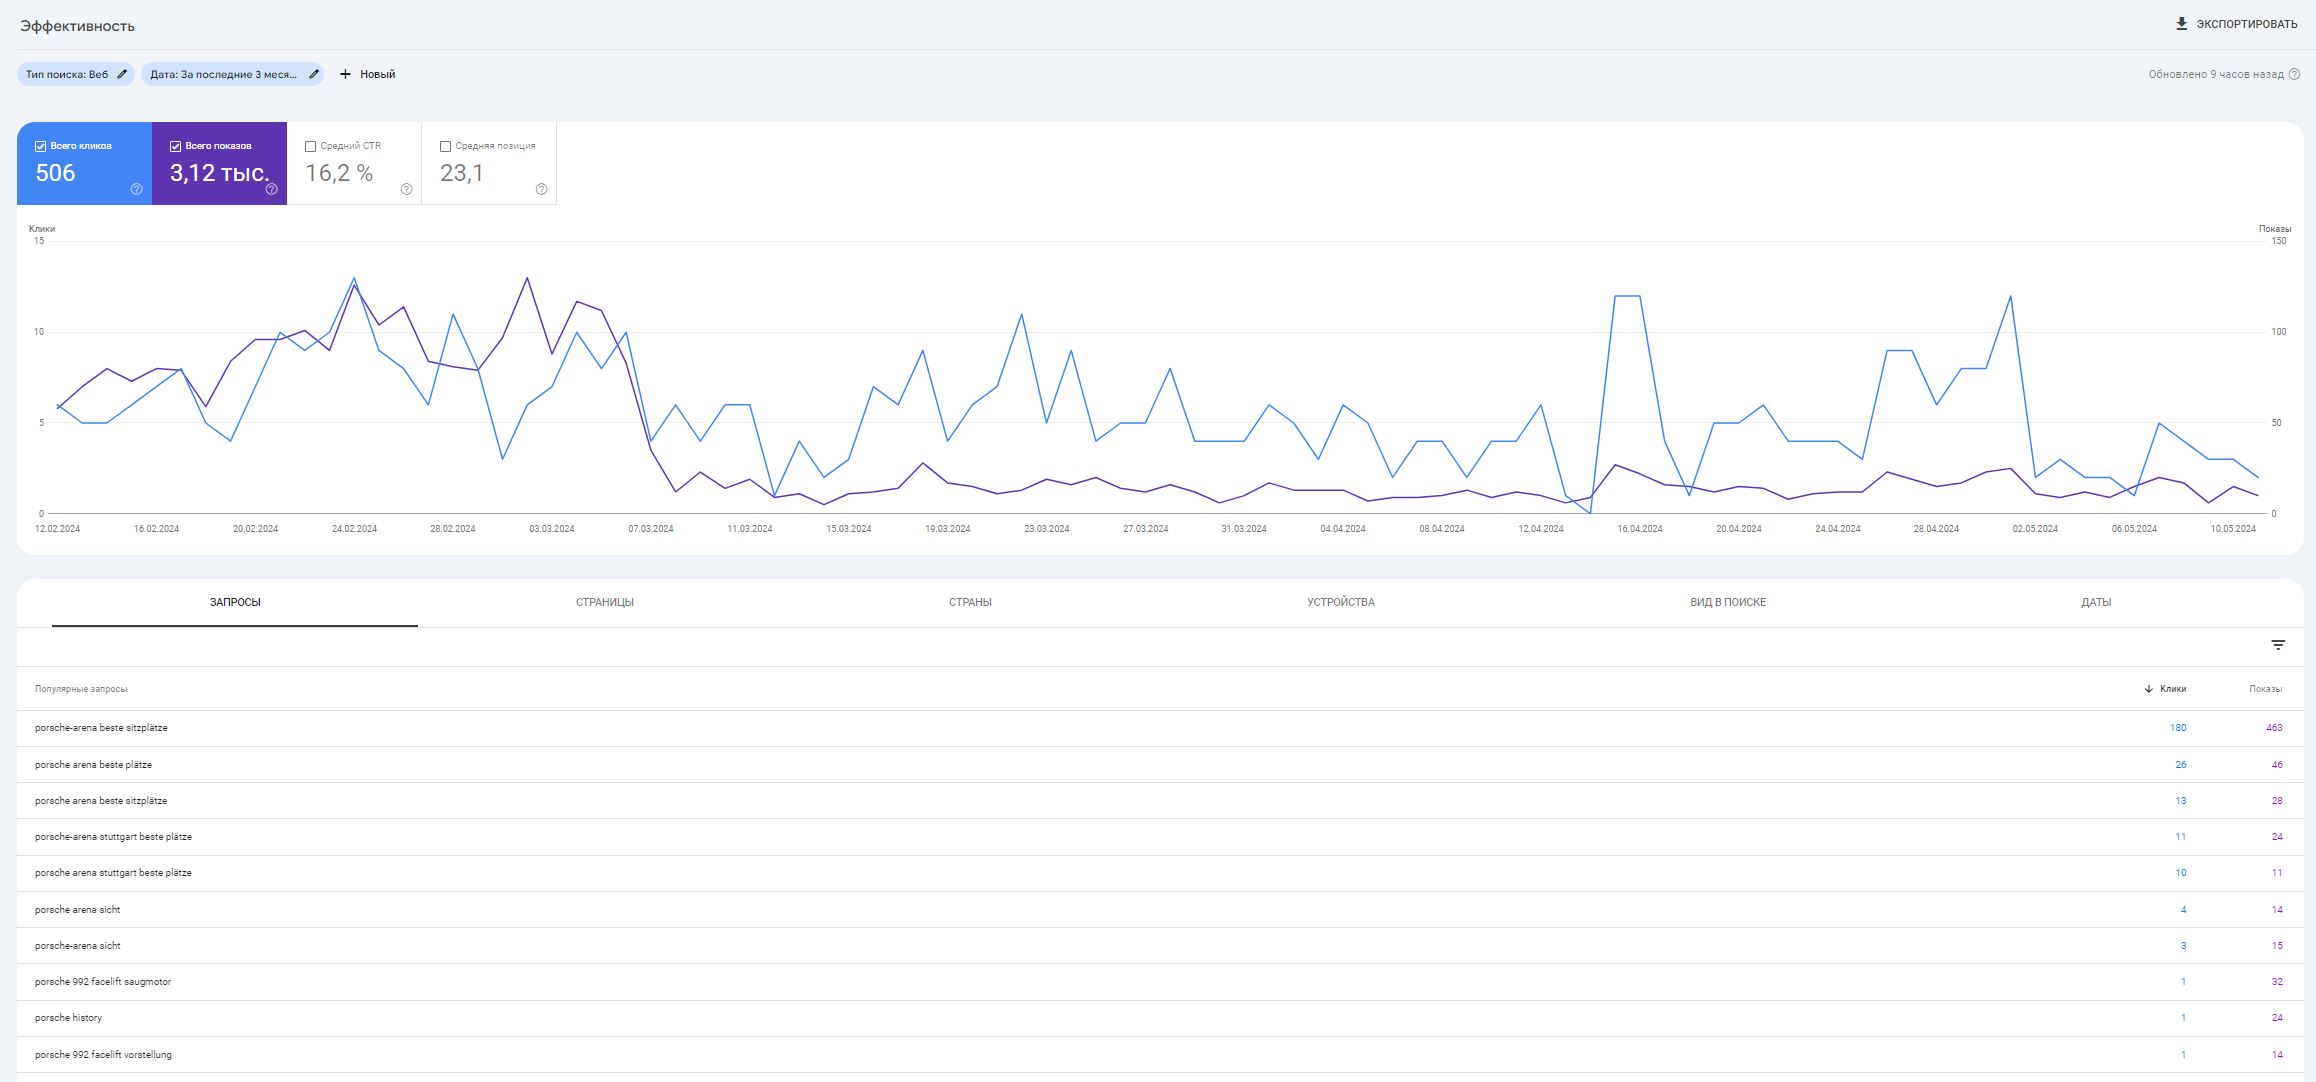 Эффективность
ЭКСПОРТИРОВАТЬ
Тип поиска: Веб
Дата: За последние 3 меся...
Новый
Обновлено 9 часов назад
Всего кликов
506
Всего показов
3,12 тыс.
Средний CTR
16,2 %
Средняя позиция
23,1
Клики
Показы
15
150
10
100
5
50
0
0
12.02.2024 16.02.2024 20.02.2024 24.02.2024 28.02.2024 03.03.2024 07.03.2024 11.03.2024 15.03.2024 19.03.2024 23.03.2024 27.03.2024 31.03.2024 04.04.2024 08.04.2024 12.04.2024 16.04.2024 20.04.2024 24.04.2024 28.04.2024 02.05.2024 06.05.2024 10.05.2024
ЗАПРОСЫ СТРАНИЦЫ СТРАНЫ УСТРОЙСТВА ВИД В ПОИСКЕ ДАТЫ
Популярные запросы Клики Показы
porsche-arena beste sitzplätze 180 463
porsche arena beste plätze 26 46
porsche arena beste sitzplätze 13 28
porsche-arena stuttgart beste plätze 11 24
porsche arena stuttgart beste plätze 10 11
porsche arena sicht 4 14
porsche-arena sicht 3 15
porsche 992 facelift saugmotor 1 32
porsche history 1 24
porsche 992 facelift vorstellung 1 14